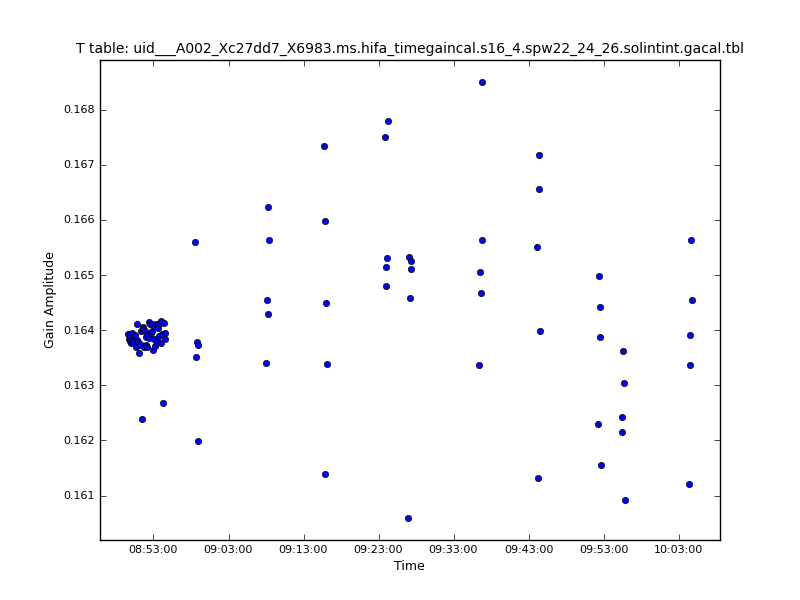 T table: uid___A002_Xc27dd7_X6983.ms.hifa_timegaincal.s16_4.spw22_24_26.solintint.gacal.tbl
Gain Amplitude
0.168
0.167
0.166
0.165
0.164
0.163
0.162
0.161
08:53:00 09:03:00 09:13:00 09:23:00 09:33:00 09:43:00 09:53:00 10:03:00
Time